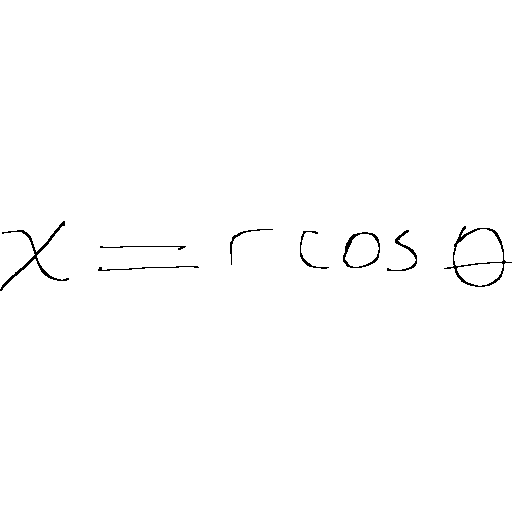 x = r cos θ